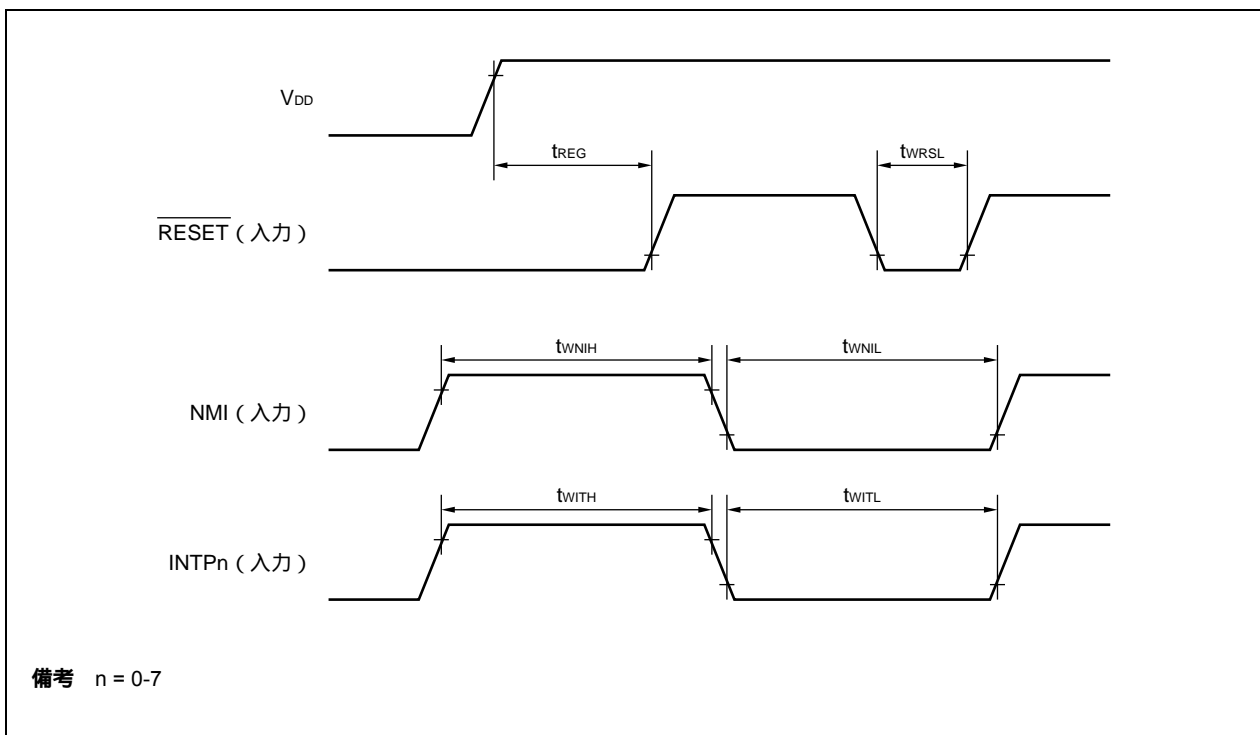 VDD
tREG
tWRSL
RESET（入力）
tWNIH
tWNIL
NMI（入力）
tWITH
tWITL
INTPn（入力）
備考 n = 0-7